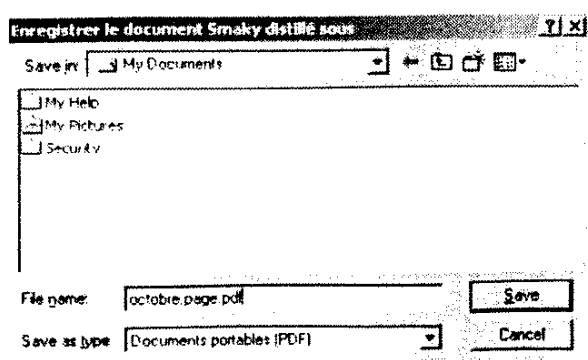 Enregistrer le document Smaky distillé sous
Save in: My Documents
My Help
My Pictures
Security
File name: octobre.page.pdf Save
Save as type Documents portables (PDF) Cancel